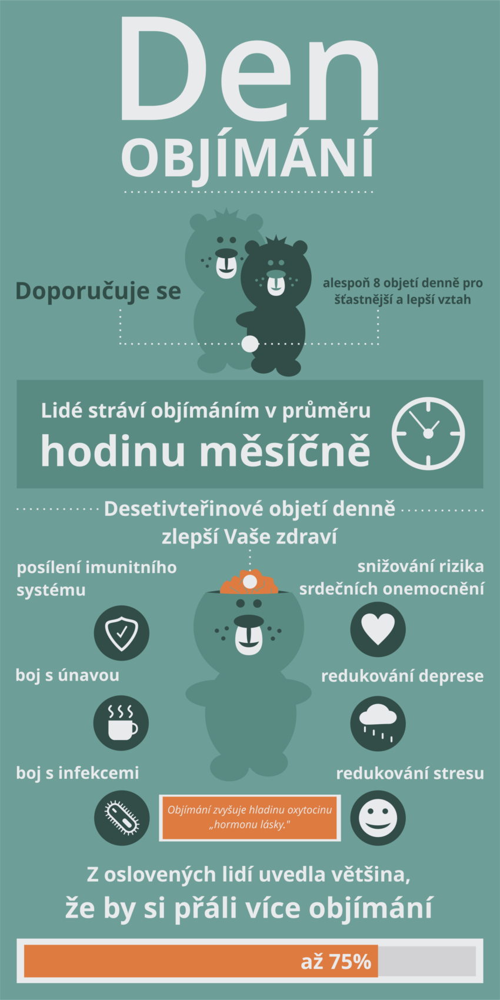 Den
OBJÍMÁNÍ
Doporučuje se
alespoň 8 objetí denně pro
šťastnější a lepší vztah
Lidé stráví objímáním v průměru
hodinu měsíčně
Desetivteřinové objetí denně
zlepší Vaše zdraví
posílení imunitního
systému
snižování rizika
srdečních onemocnění
boj s únavou
redukování deprese
boj s infekcemi
redukování stresu
Objímání zvyšuje hladinu oxytocinu
„hormonu lásky."
Z oslovených lidí uvedla většina,
že by si přáli více objímání
až 75%